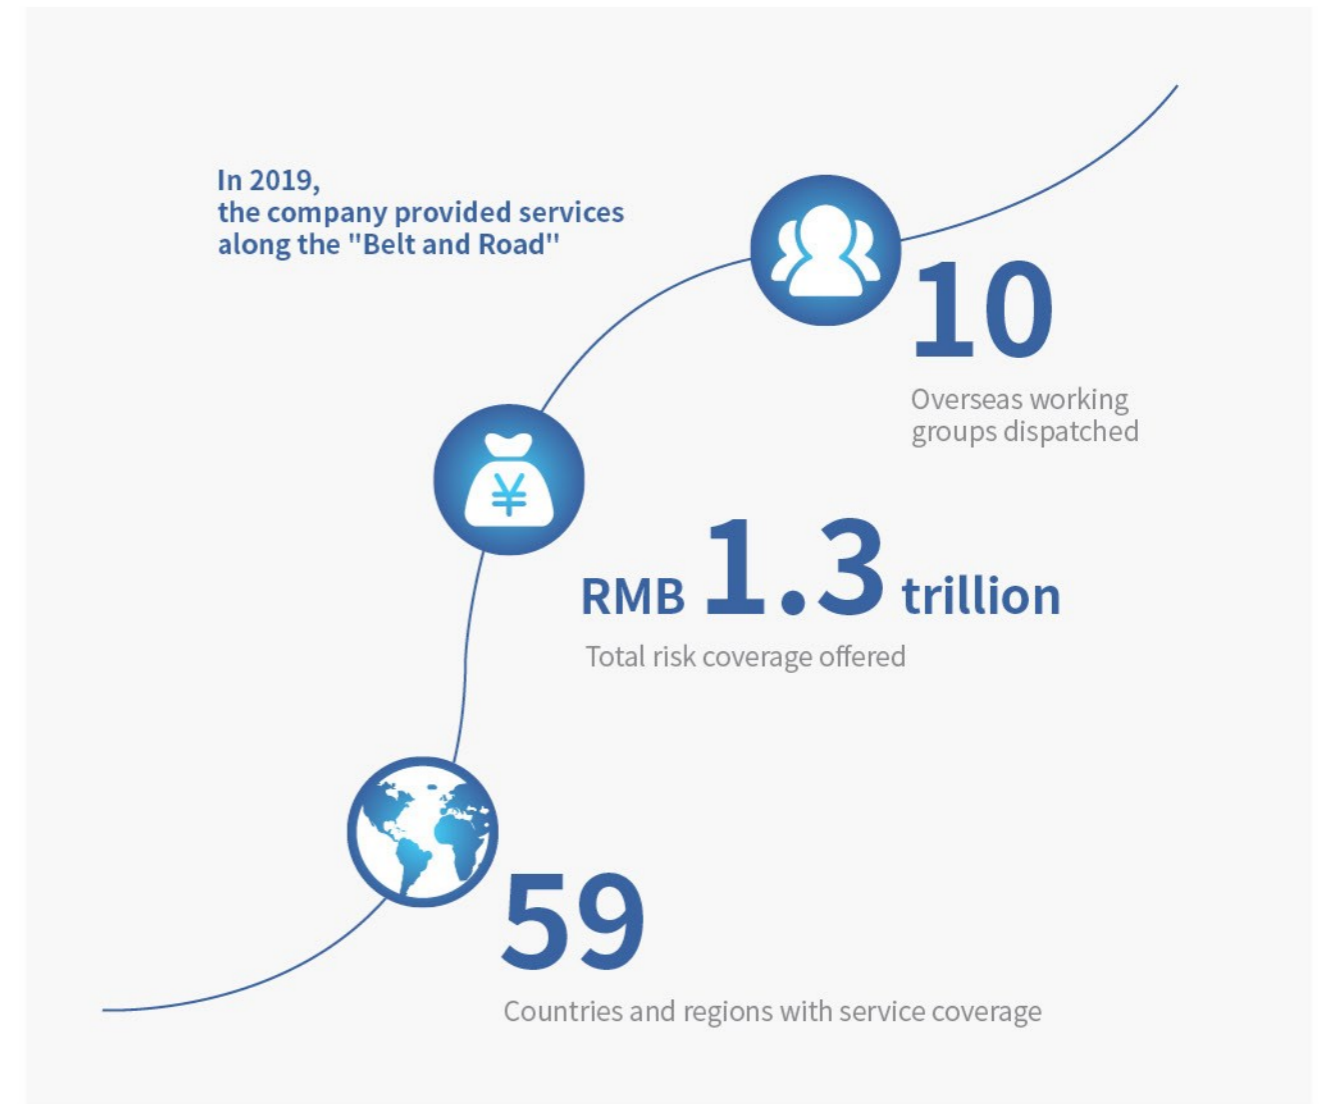 In 2019,
the company provided services
along the "Belt and Road"
10
Overseas working
groups dispatched
¥
RMB 1.3 trillion
Total risk coverage offered
59
Countries and regions with service coverage